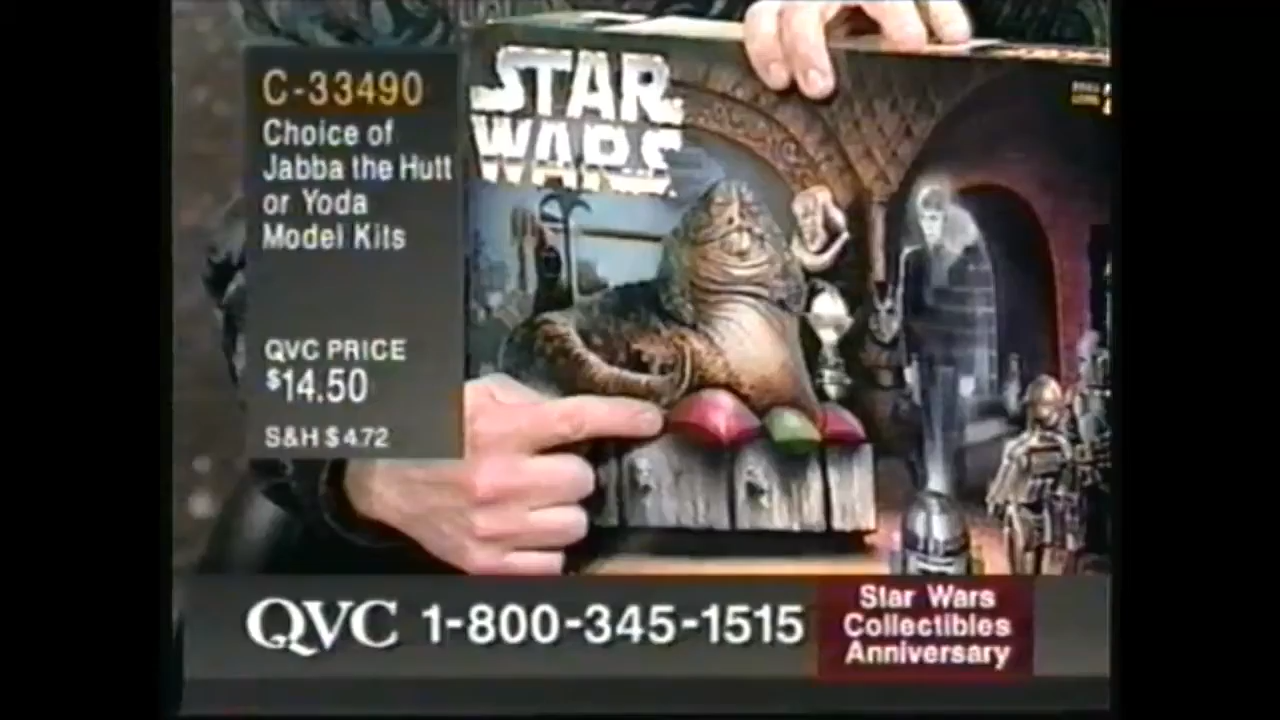 C-33490
Choice of
Jabba the Hutt
or Yoda
Model Kits
QVC PRICE
$14.50
S&H $4.72
STAR
WARS
QVC 1-800-345-1515
Star Wars
Collectibles
Anniversary